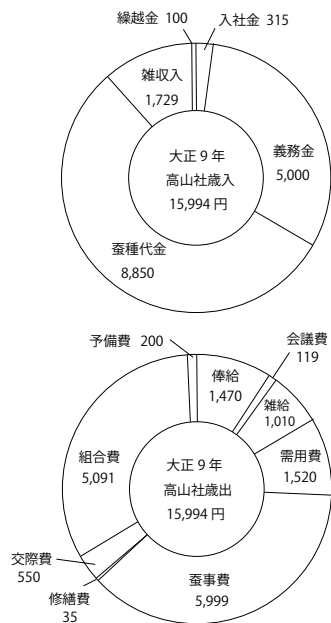 繰越金 100
入社金 315
雑収入
1,729
義務金
5,000
大正 9 年
高山社歳入
15,994 円
蚕種代金
8,850
予備費 200
会議費
119
俸給
1,470
雑給
1,010
組合費
5,091
需用費
1,520
大正 9 年
高山社歳出
15,994 円
交際費
550
修繕費
35
蚕事費
5,999